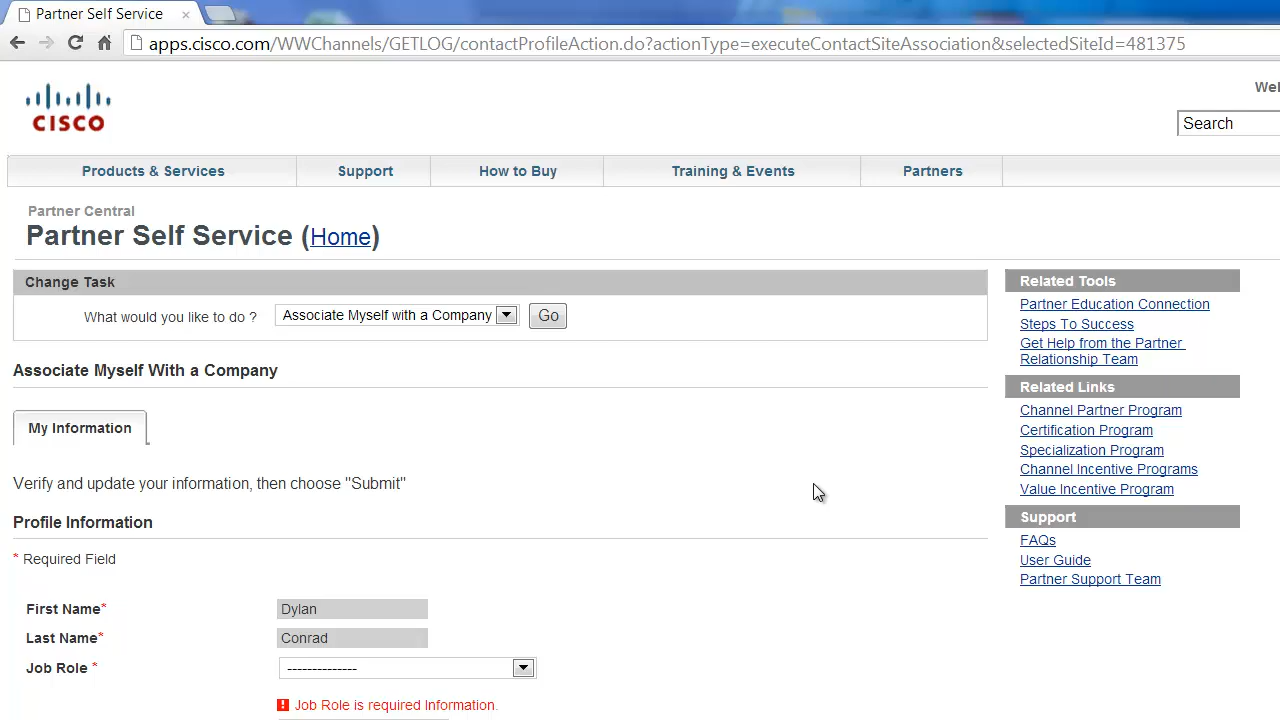 Partner Self Service
apps.cisco.com/WWChannels/GETLOG/contactProfileAction.do?actionType=executeContactSiteAssociation&selectedSiteId=481375
CISCO
Search
Products & Services
Support
How to Buy
Training & Events
Partners
Partner Central
Partner Self Service (Home)
Change Task
What would you like to do ?
Associate Myself with a Company
Go
Associate Myself With a Company
My Information
Verify and update your information, then choose "Submit"
Profile Information
* Required Field
First Name*
Dylan
Last Name*
Conrad
Job Role *
--------------
Job Role is required Information.
Related Tools
Partner Education Connection
Steps To Success
Get Help from the Partner
Relationship Team
Related Links
Channel Partner Program
Certification Program
Specialization Program
Channel Incentive Programs
Value Incentive Program
Support
FAQs
User Guide
Partner Support Team